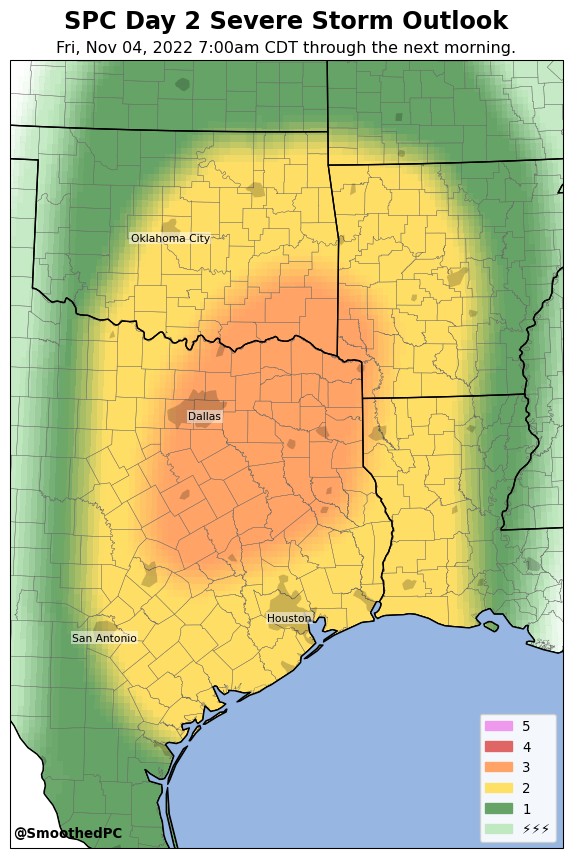 SPC Day 2 Severe Storm Outlook
Fri, Nov 04, 2022 7:00am CDT through the next morning.
Oklahoma City
Dallas
Houston
San Antonio
5
4
3
2
1
⚡⚡⚡
@SmoothedPC